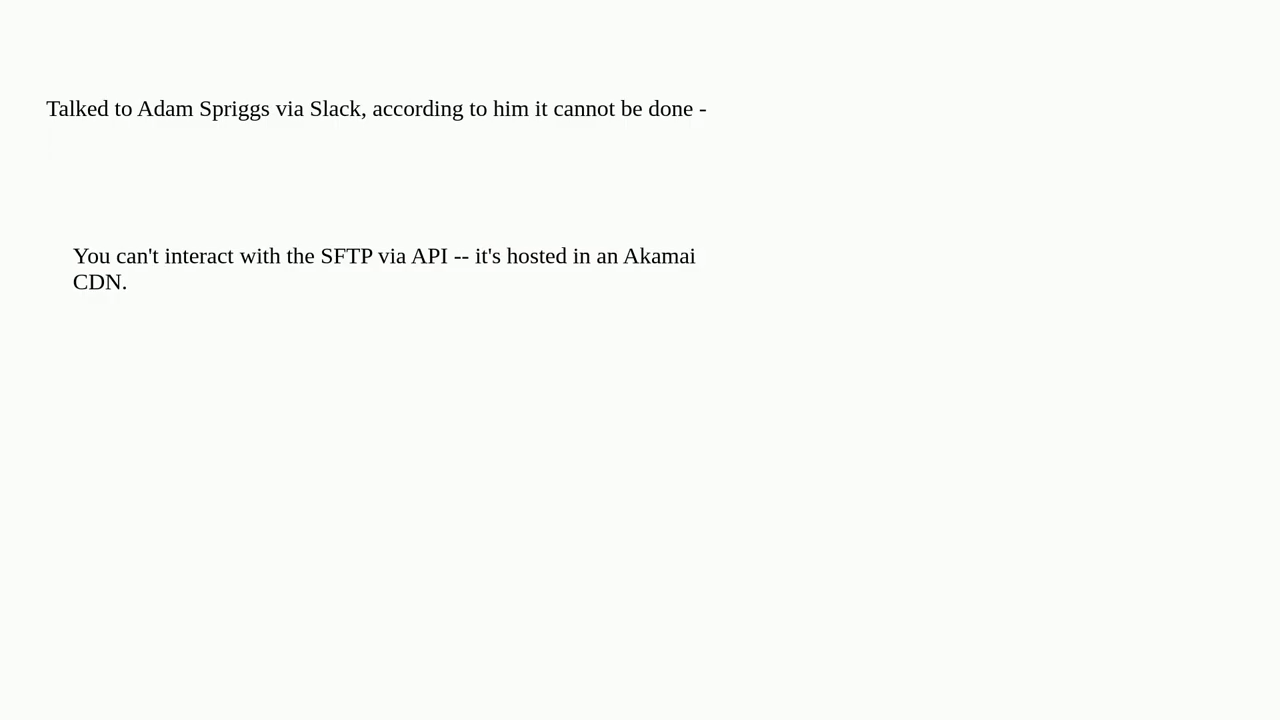 Talked to Adam Spriggs via Slack, according to him it cannot be done -
You can't interact with the SFTP via API -- it's hosted in an Akamai
CDN.